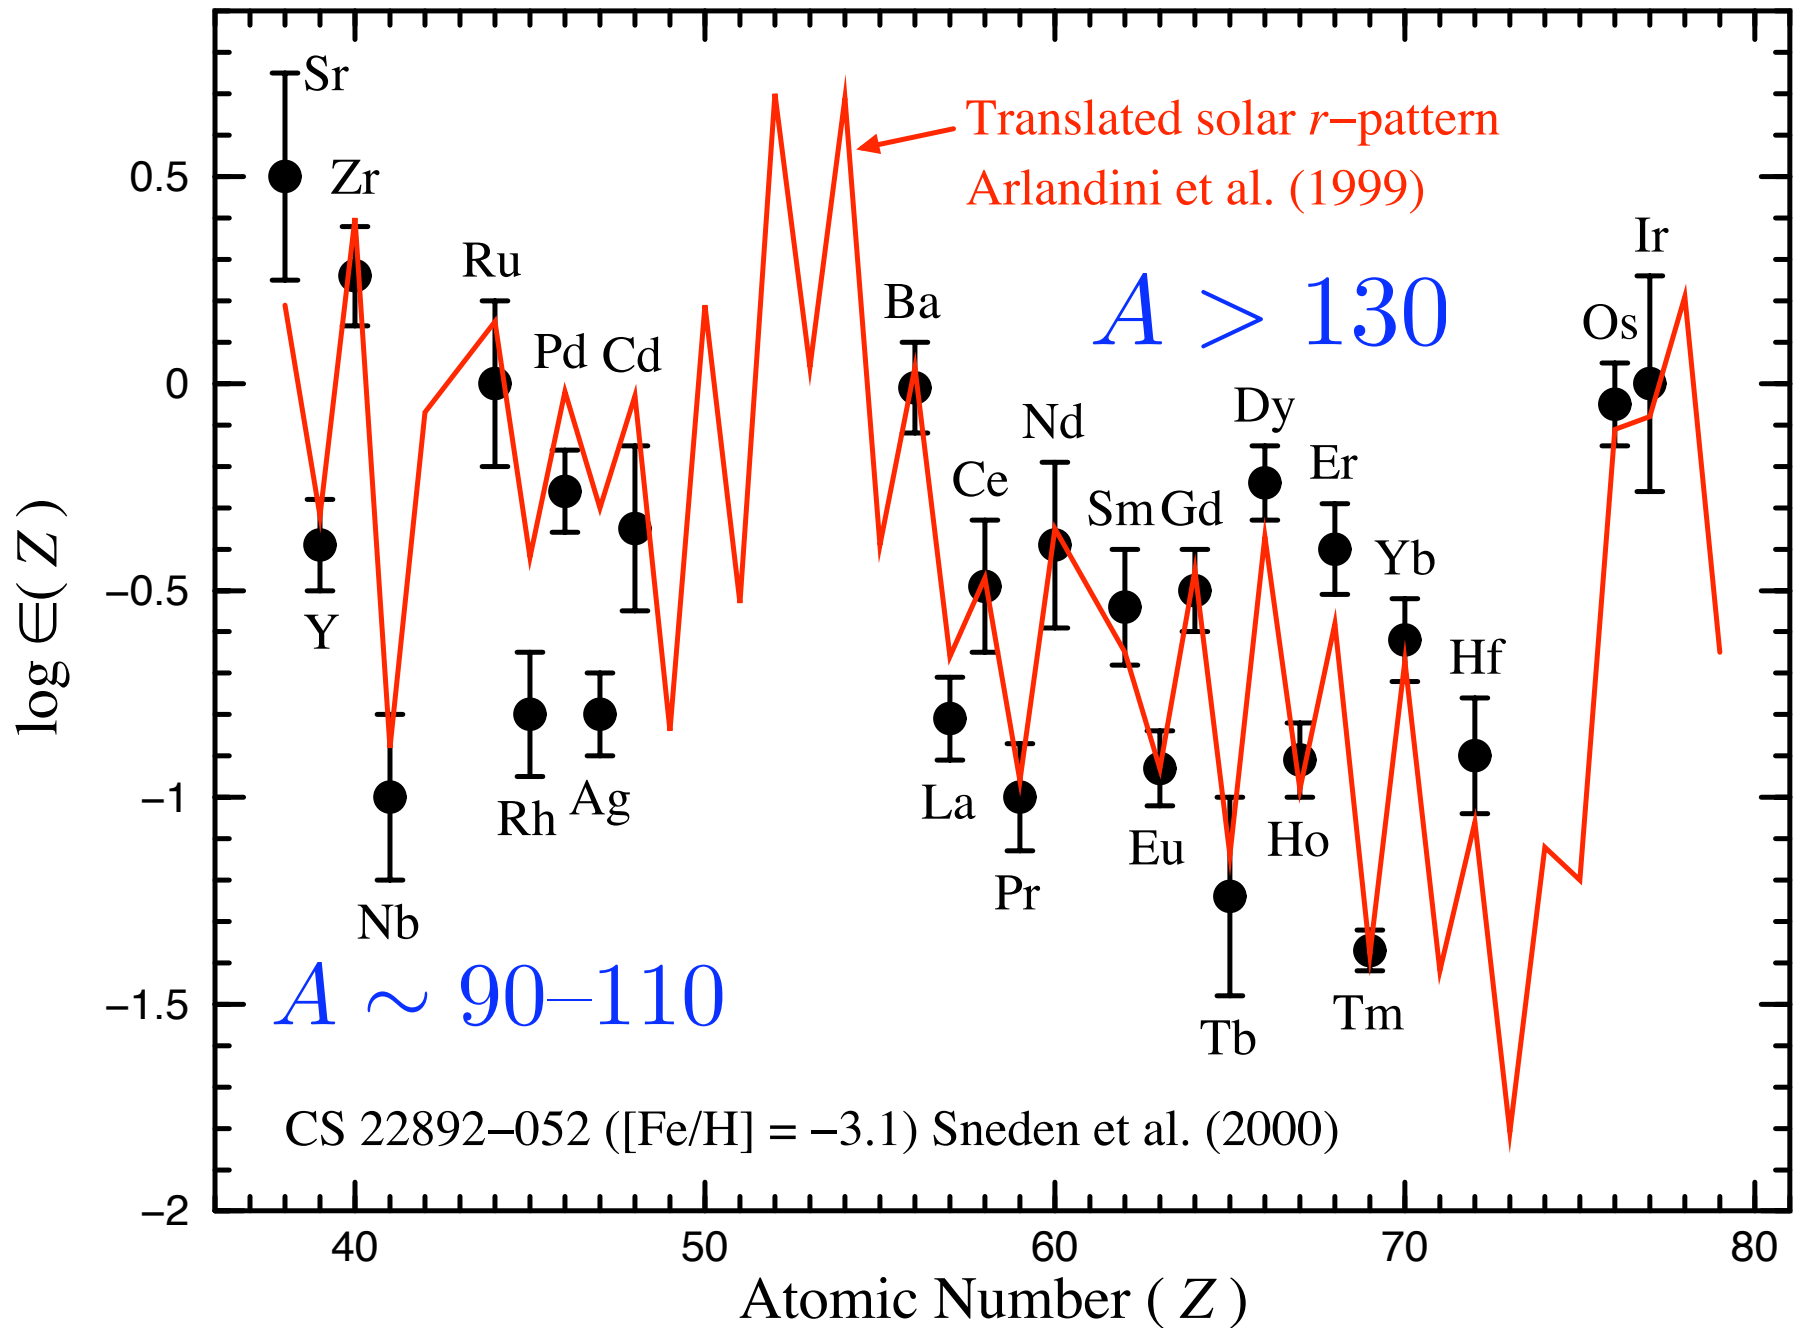 Sr
Zr
Ru
Pd
Cd
Y
Nb
Rh
Ag
Translated solar r−pattern
Arlandini et al. (1999)
A > 130
Ba
La
Ce
Pr
Nd
Sm
Eu
Gd
Tb
Dy
Ho
Er
Tm
Yb
Hf
Os
Ir
A ∼ 90–110
CS 22892−052 ([Fe/H] = −3.1) Sneden et al. (2000)
0.5
0
−0.5
−1
−1.5
−2
log ∈( Z )
40 50 60 70 80
Atomic Number ( Z )